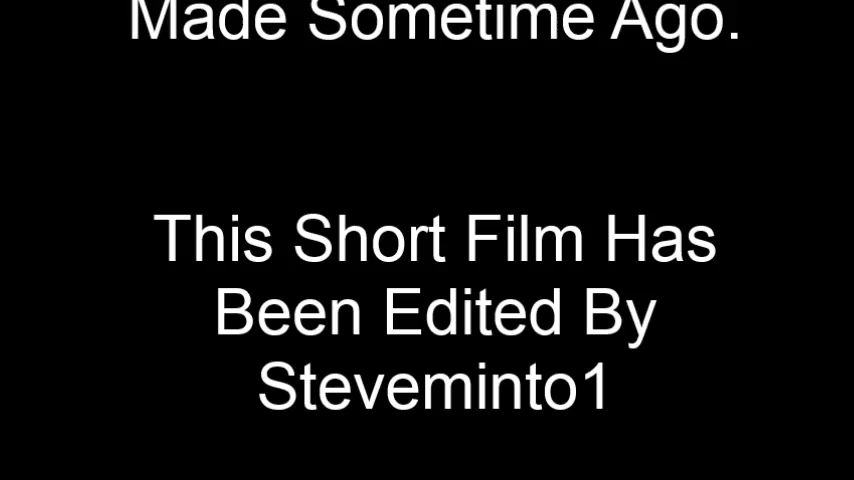 Made Sometime Ago.
This Short Film Has
Been Edited By
Steveminto1